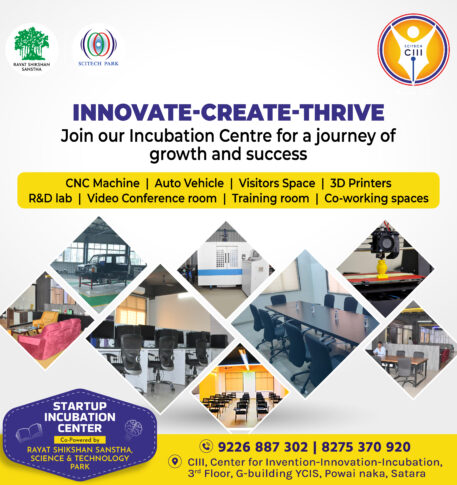 RAYAT SHIKSHAN
SANSTHA
SCITECH PARK
SCITECH
CIII
INNOVATE-CREATE-THRIVE
Join our Incubation Centre for a journey of
growth and success
CNC Machine | Auto Vehicle | Visitors Space | 3D Printers
R&D lab | Video Conference room | Training room | Co-working spaces
STARTUP
INCUBATION
CENTER
Co-Powered by
RAYAT SHIKSHAN SANSTHA,
SCIENCE & TECHNOLOGY
PARK
9226 887 302 | 8275 370 920
CIII, Center for Invention-Innovation-Incubation,
3rd Floor, G-building YCIS, Powai naka, Satara